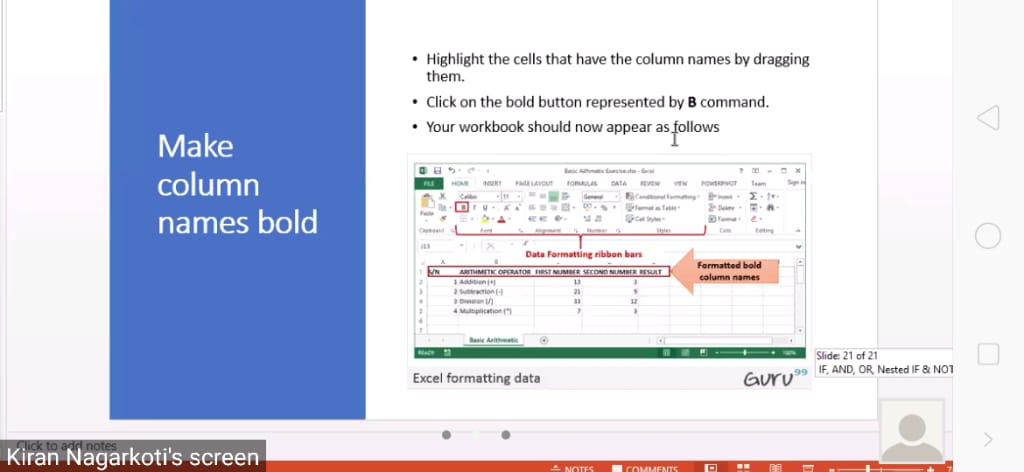 Make
column
names bold
• Highlight the cells that have the column names by dragging
them.
• Click on the bold button represented by B command.
• Your workbook should now appear as follows
Basic Arithmetic Exercise.xlsx - Excel
FILE HOME INSERT PAGE LAYOUT FORMULAS DATA REVIEW VIEW POWERPIVOT Team Sign in
Calibri 11 General Conditional Formatting Insert
Paste B I U Format as Table Delete
Cell Styles Format
Clipboard Font Alignment Number Styles Cells Editing
J13
Data Formatting ribbon bars
Formatted bold
column names
S/N ARITHMETIC OPERATOR FIRST NUMBER SECOND NUMBER RESULT
1 Addition (+) 13 3
2 Subtraction (-) 21 9
3 Division (/) 33 12
4 Multiplication (*) 7 3
Basic Arithmetic
READY 100%
Excel formatting data
GURU99
Slide: 21 of 21
IF, AND, OR, Nested IF & NOT
Click to add notes
Kiran Nagarkoti's screen
NOTES COMMENTS